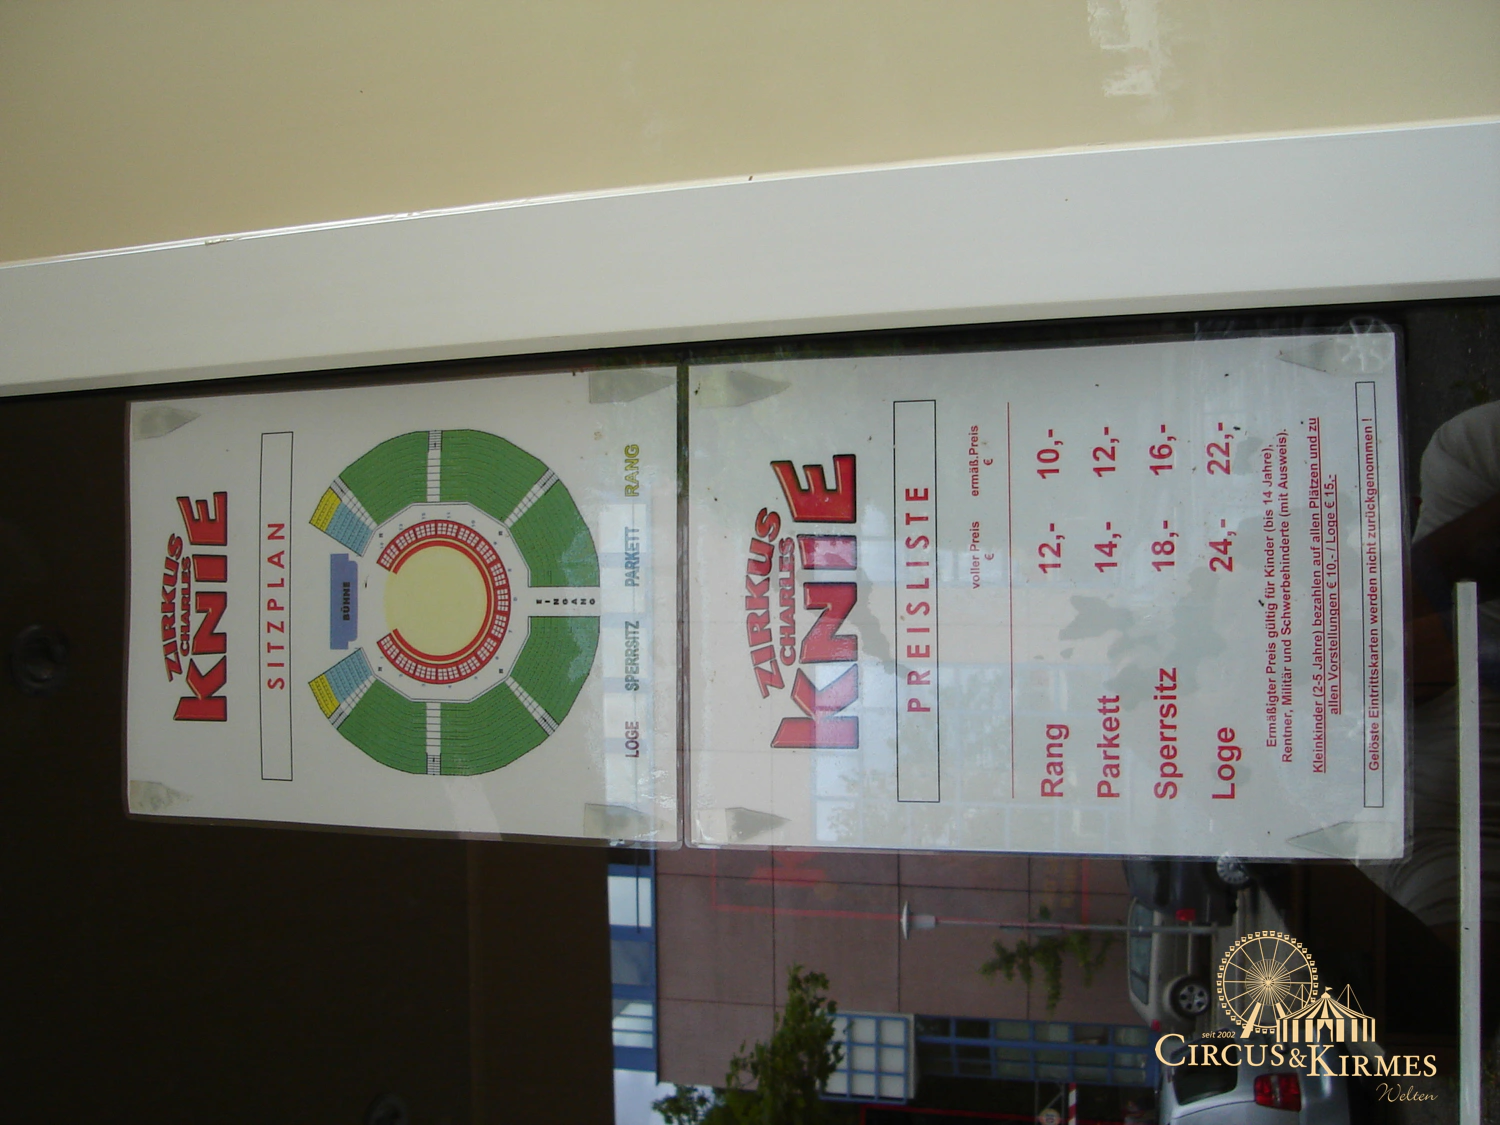 ZIRKUS
CHARLES
KNIE
SITZPLAN
BÜHNE
EINGANG
LOGE SPERRSITZ PARKETT RANG
ZIRKUS
CHARLES
KNIE
PREISLISTE
voller Preis ermäß.Preis
€ €
Rang 12,- 10,-
Parkett 14,- 12,-
Sperrsitz 18,- 16,-
Loge 24,- 22,-
Ermäßigter Preis gültig für Kinder (bis 14 Jahre),
Rentner, Militär und Schwerbehinderte (mit Ausweis).
Kleinkinder (2-5 Jahre) bezahlen auf allen Plätzen und zu
allen Vorstellungen € 10,- / Loge € 15.-
Gelöste Eintrittskarten werden nicht zurückgenommen !
seit 2002
CIRCUS & KIRMES
Welten